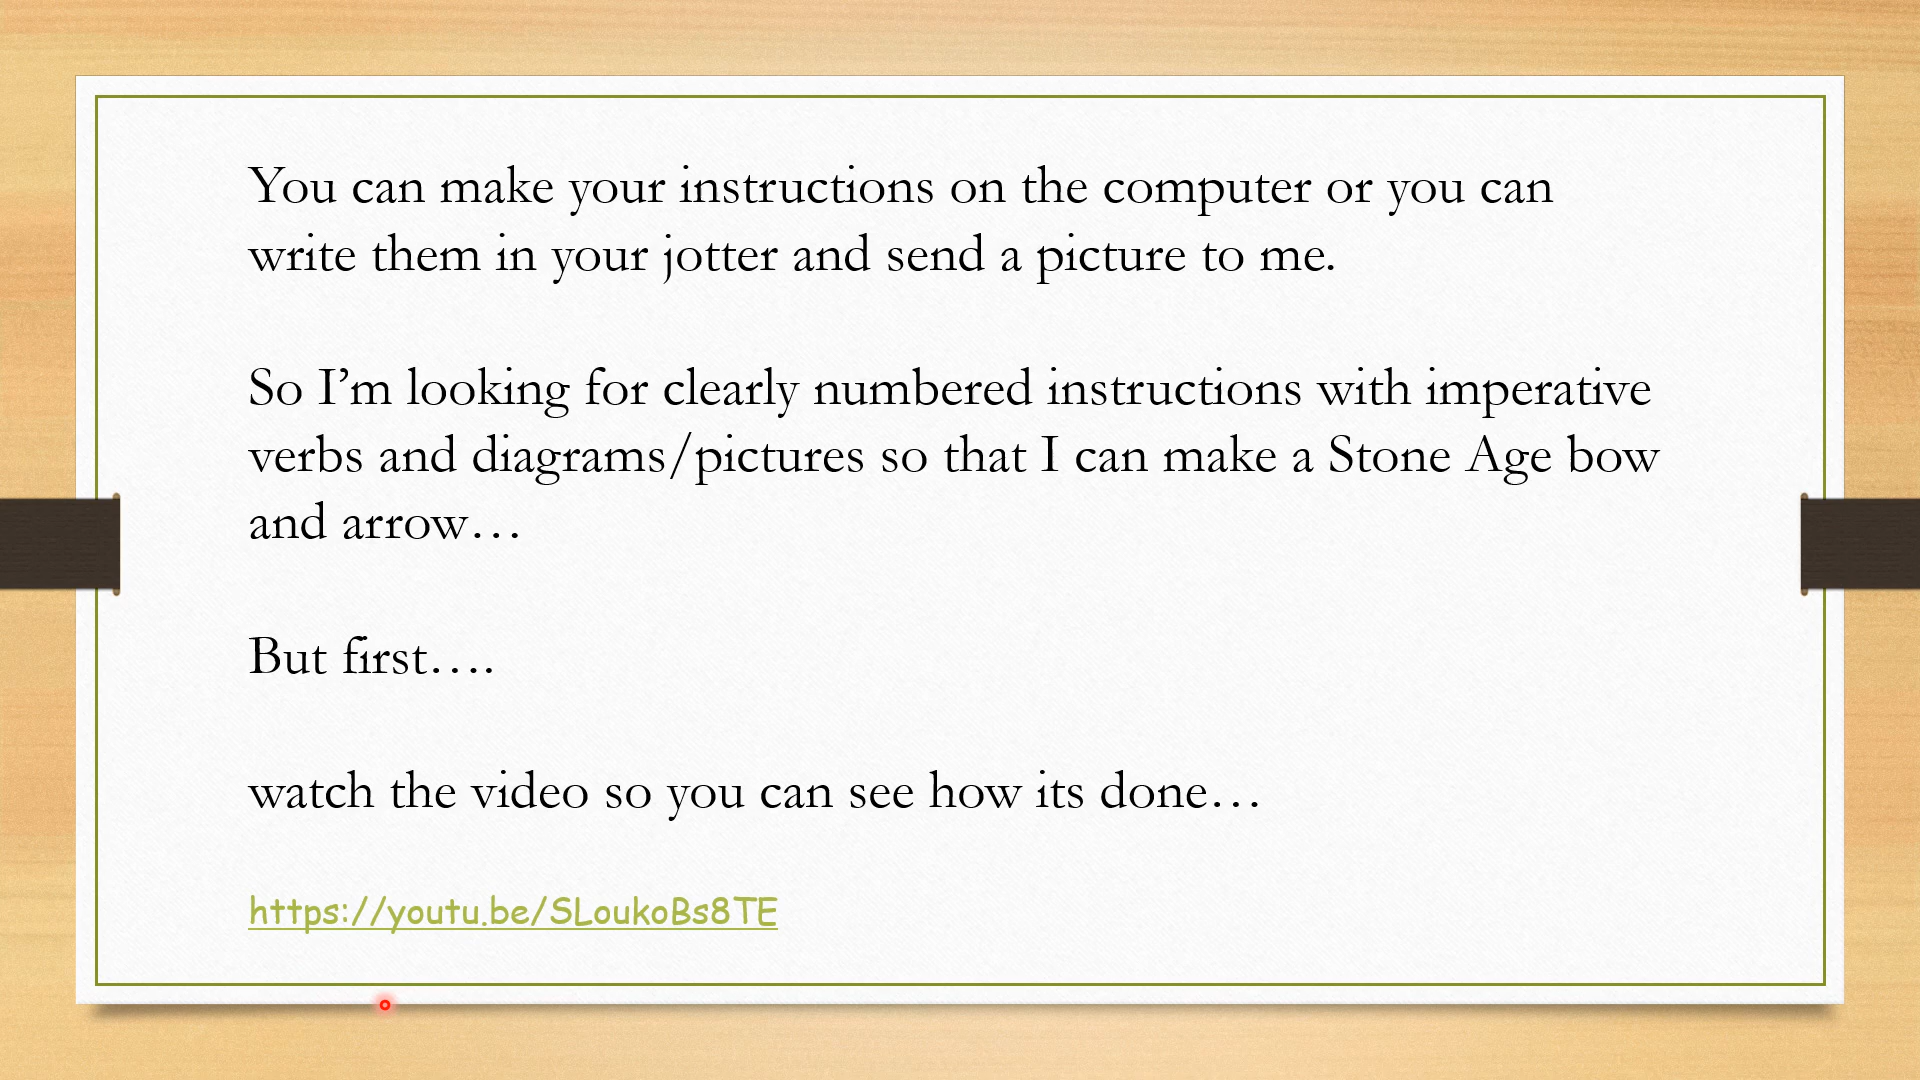 You can make your instructions on the computer or you can
write them in your jotter and send a picture to me.
So I’m looking for clearly numbered instructions with imperative
verbs and diagrams/pictures so that I can make a Stone Age bow
and arrow…
But first….
watch the video so you can see how its done…
https://youtu.be/SLoukoBs8TE